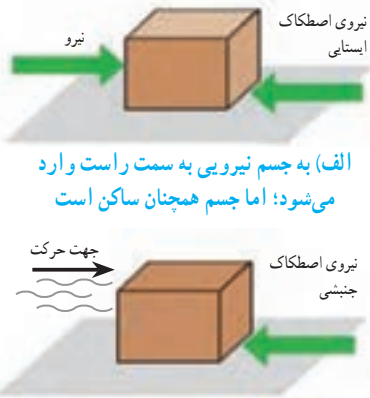 نیروی اصطکاک
ایستایی
نیرو
الف) به جسم نیرویی به سمت راست وارد
می‌شود؛ اما جسم همچنان ساکن است
جهت حرکت
نیروی اصطکاک
جنبشی